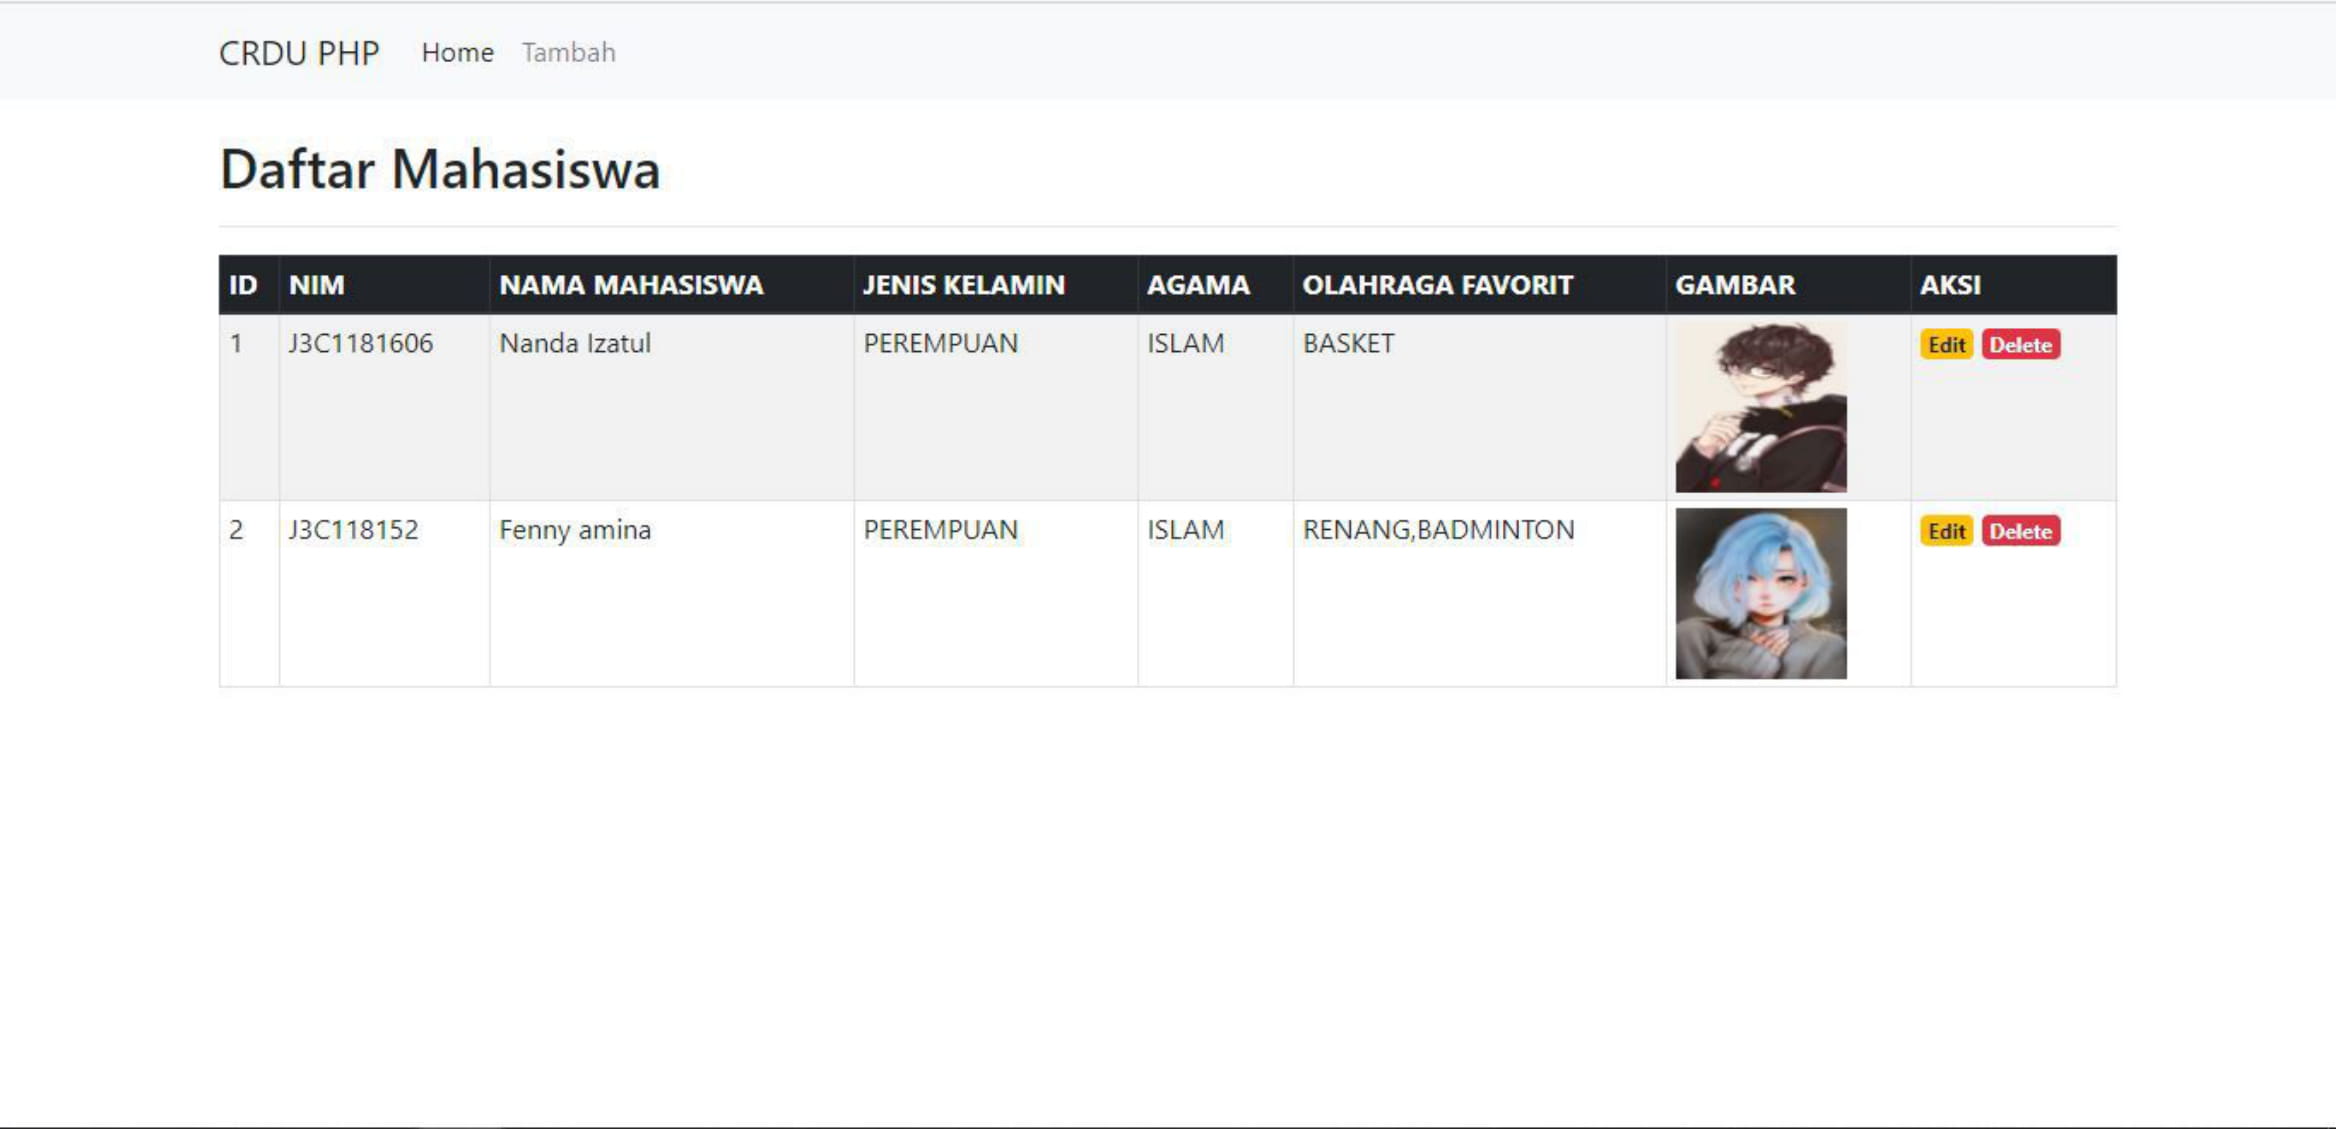 CRDU PHP Home Tambah
Daftar Mahasiswa
ID NIM NAMA MAHASISWA JENIS KELAMIN AGAMA OLAHRAGA FAVORIT GAMBAR AKSI
1 J3C1181606 Nanda Izatul PEREMPUAN ISLAM BASKET Edit Delete
2 J3C118152 Fenny amina PEREMPUAN ISLAM RENANG,BADMINTON Edit Delete